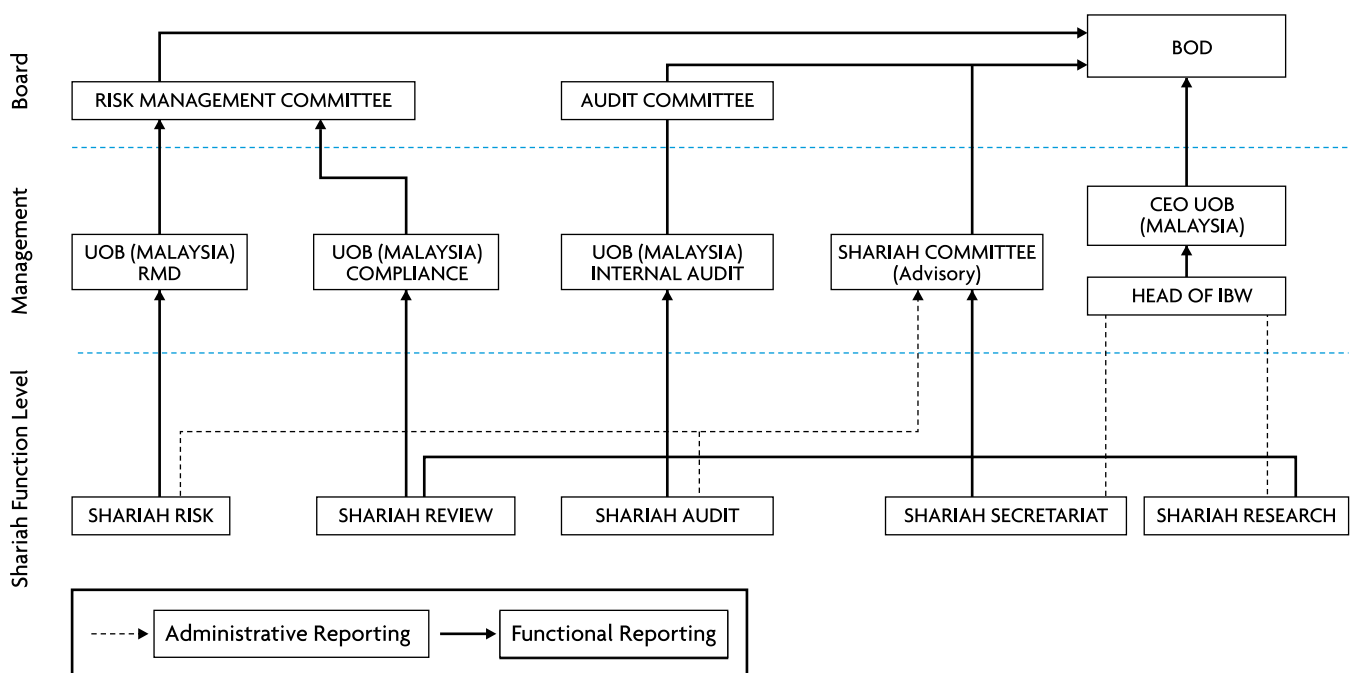 Board
BOD
RISK MANAGEMENT COMMITTEE
AUDIT COMMITTEE
Management
CEO UOB
(MALAYSIA)
UOB (MALAYSIA)
RMD
UOB (MALAYSIA)
COMPLIANCE
UOB (MALAYSIA)
INTERNAL AUDIT
SHARIAH COMMITTEE
(Advisory)
HEAD OF IBW
Shariah Function Level
SHARIAH RISK
SHARIAH REVIEW
SHARIAH AUDIT
SHARIAH SECRETARIAT
SHARIAH RESEARCH
Administrative Reporting
Functional Reporting